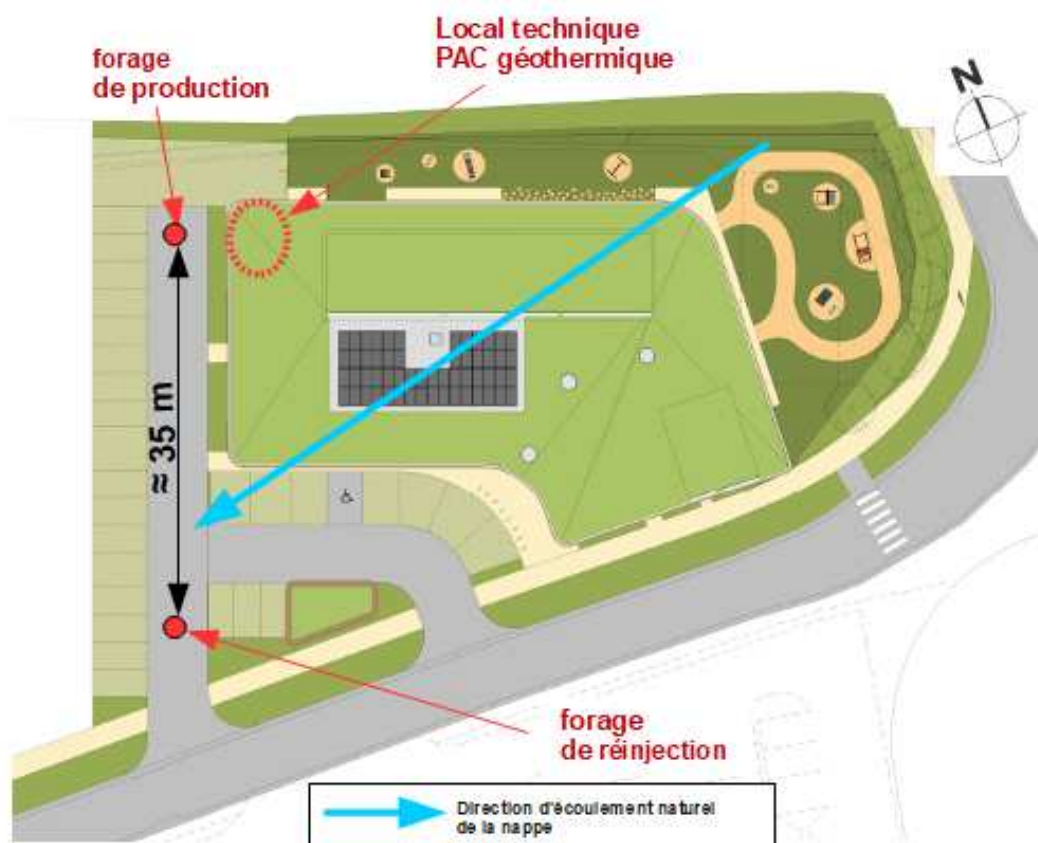 Local technique
PAC géothermique
forage
de production
N
≈ 35 m
forage
de réinjection
Direction d'écoulement naturel
de la nappe